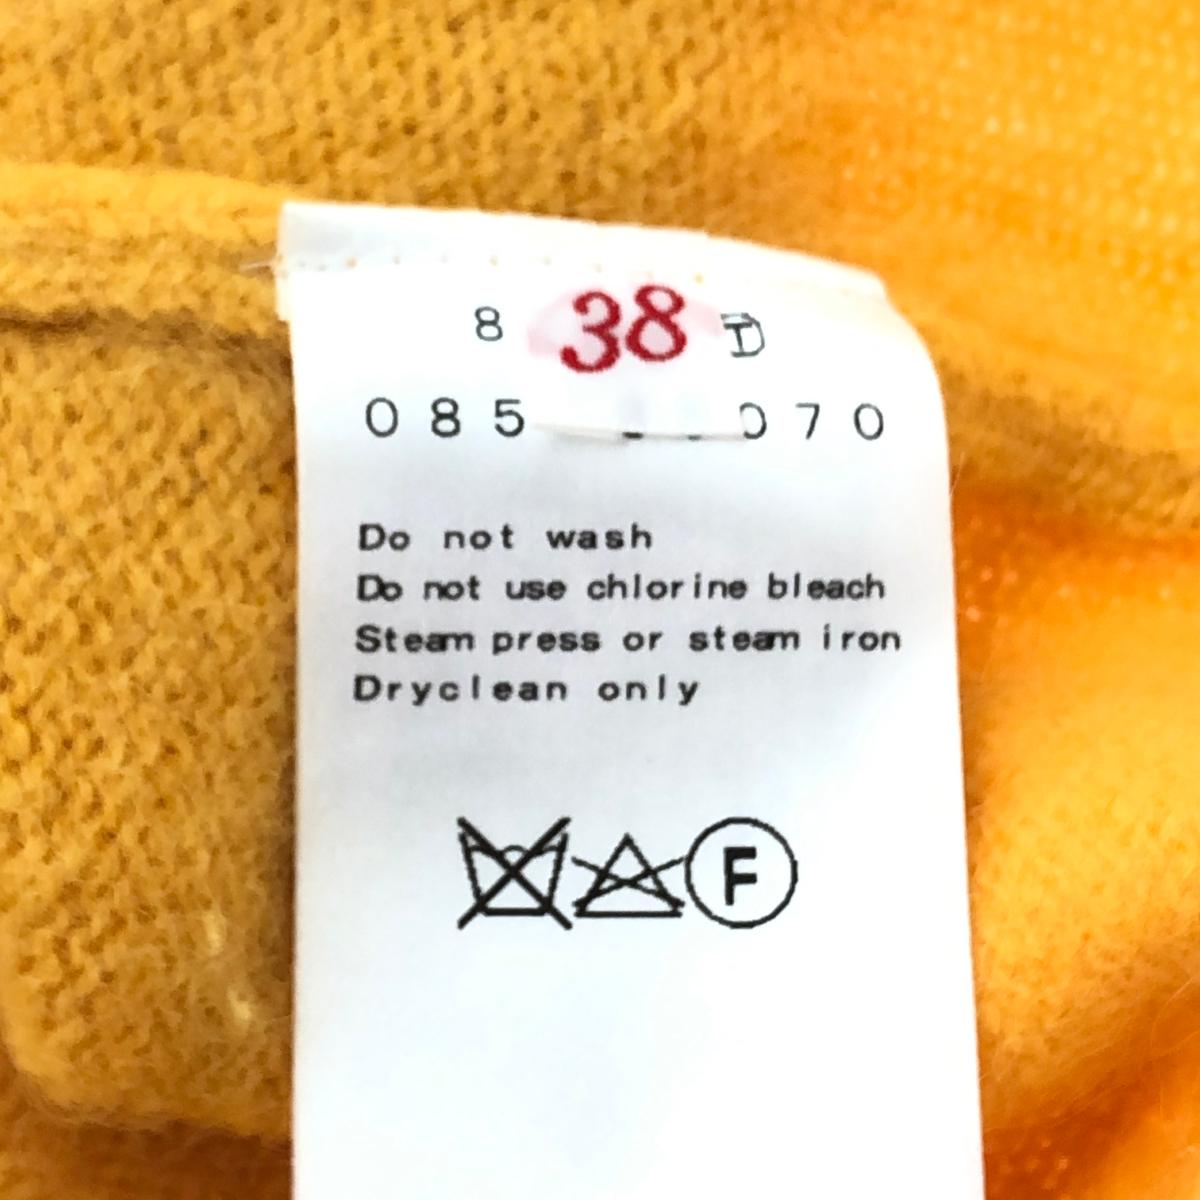 8 38 D
085 070
Do not wash
Do not use chlorine bleach
Steam press or steam iron
Dryclean only
F